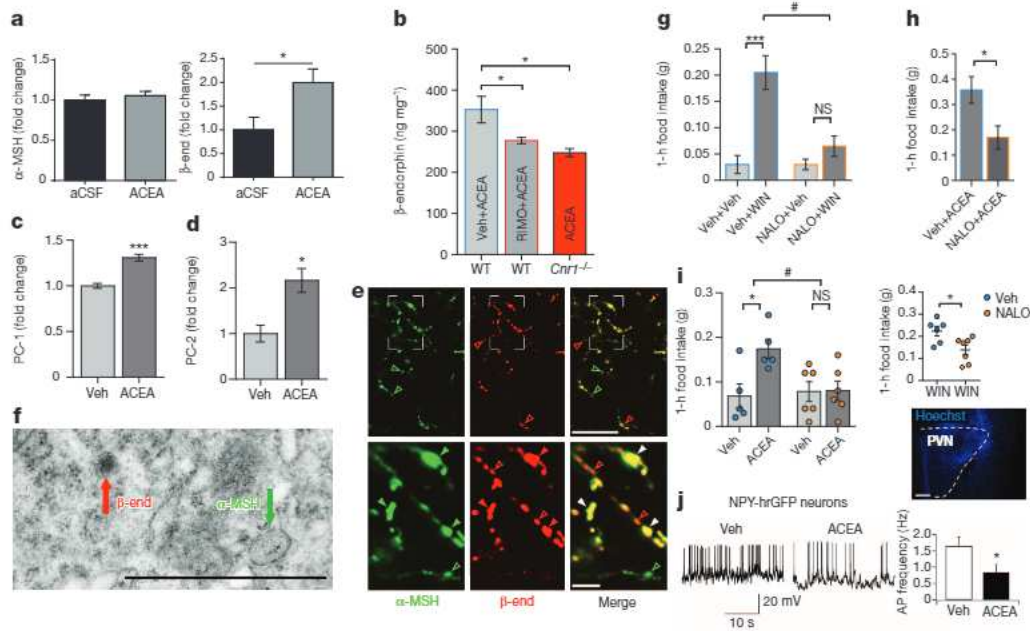 a
α-MSH (fold change)
1.5
1.0
0.5
0
aCSF
ACEA
β-end (fold change)
2.5
2.0
1.5
1.0
0.5
0
*
aCSF
ACEA
b
β-endorphin (ng mg⁻¹)
500
400
350
300
250
200
0
*
*
Veh+ACEA
RIMO+ACEA
ACEA
WT
WT
Cnr1⁻/⁻
c
PC-1 (fold change)
1.5
1.0
0.5
0
***
Veh
ACEA
d
PC-2 (fold change)
3
2
1
0
*
Veh
ACEA
e
α-MSH
β-end
Merge
f
β-end
α-MSH
g
1-h food intake (g)
0.25
0.20
0.15
0.10
0.05
0
#
***
NS
Veh+Veh
Veh+WIN
NALO+Veh
NALO+WIN
h
1-h food intake (g)
0.5
0.4
0.3
0.2
0.1
0
*
Veh+ACEA
NALO+ACEA
i
1-h food intake (g)
0.3
0.2
0.1
0
#
*
NS
Veh
ACEA
Veh
ACEA
1-h food intake (g)
0.4
0.3
0.2
0.1
0
*
Veh
NALO
WIN
WIN
Hoechst
PVN
j
NPY-hrGFP neurons
Veh
ACEA
20 mV
10 s
AP frequency (Hz)
2.0
1.5
1.0
0.5
0
*
Veh
ACEA